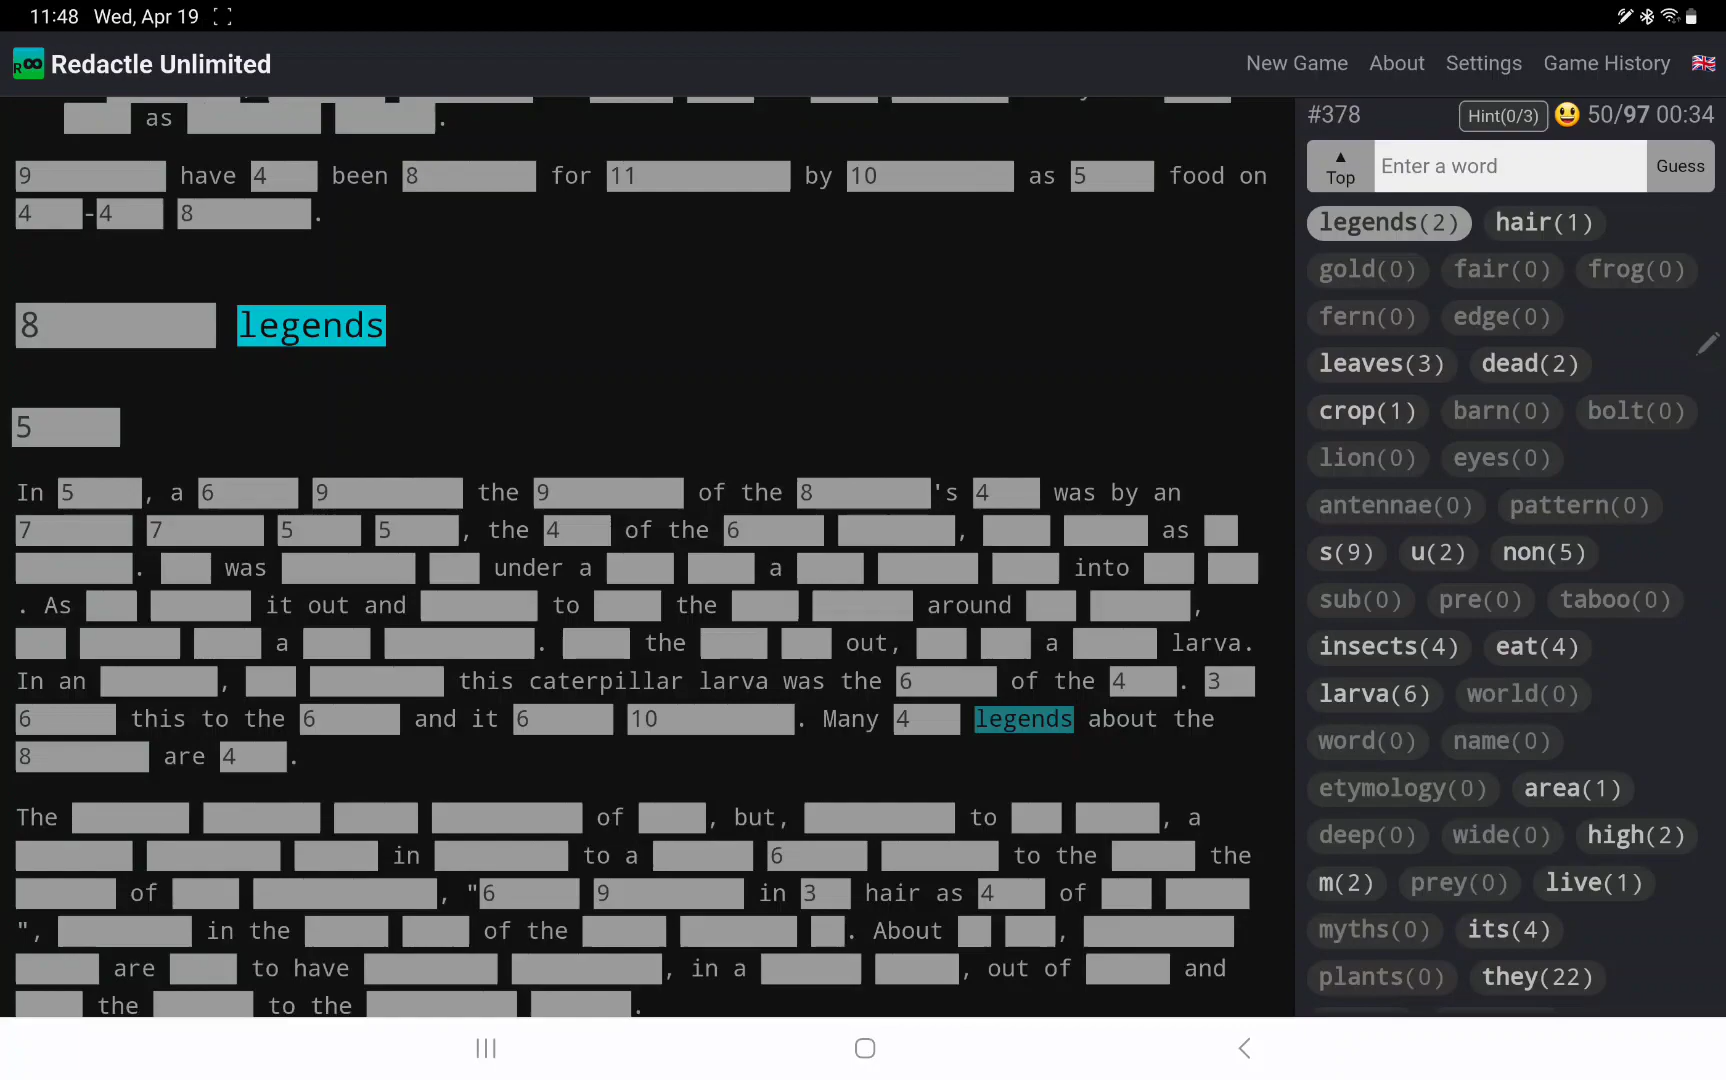 11:48 Wed, Apr 19
R∞ Redactle Unlimited
New Game About Settings Game History
as .
9 have 4 been 8 for 11 by 10 as 5 food on
4 -4 8 .
8 legends
5
In 5 , a 6 9 the 9 of the 8 's 4 was by an
7 7 5 5 , the 4 of the 6 , as
. was under a a into
. As it out and to the around ,
a . the out, a larva.
In an , this caterpillar larva was the 6 of the 4 . 3
6 this to the 6 and it 6 10 . Many 4 legends about the
8 are 4 .
The of , but, to , a
in to a 6 to the the
of , "6 9 in 3 hair as 4 of
", in the of the . About ,
are to have , in a , out of and
the to the .
#378 Hint(0/3) 50/97 00:34
▲ Top Enter a word Guess
legends(2) hair(1)
gold(0) fair(0) frog(0)
fern(0) edge(0)
leaves(3) dead(2)
crop(1) barn(0) bolt(0)
lion(0) eyes(0)
antennae(0) pattern(0)
s(9) u(2) non(5)
sub(0) pre(0) taboo(0)
insects(4) eat(4)
larva(6) world(0)
word(0) name(0)
etymology(0) area(1)
deep(0) wide(0) high(2)
m(2) prey(0) live(1)
myths(0) its(4)
plants(0) they(22)